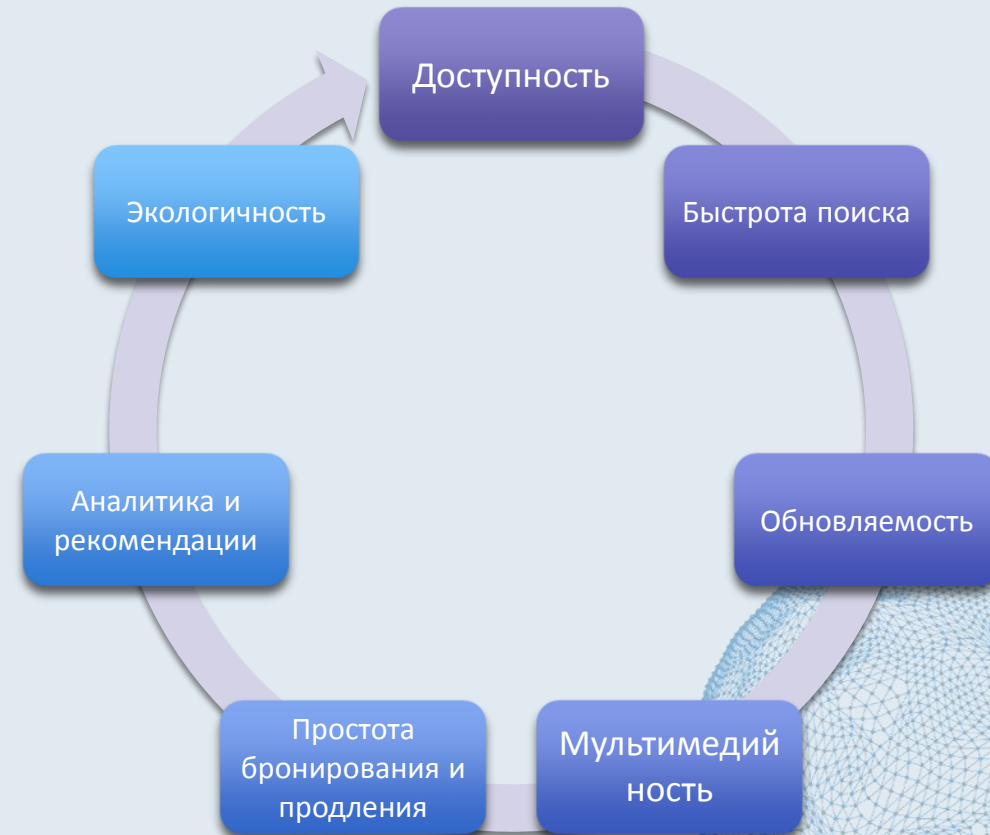 Доступность
Быстрота поиска
Обновляемость
Мультимедий
ность
Простота
бронирования и
продления
Аналитика и
рекомендации
Экологичность